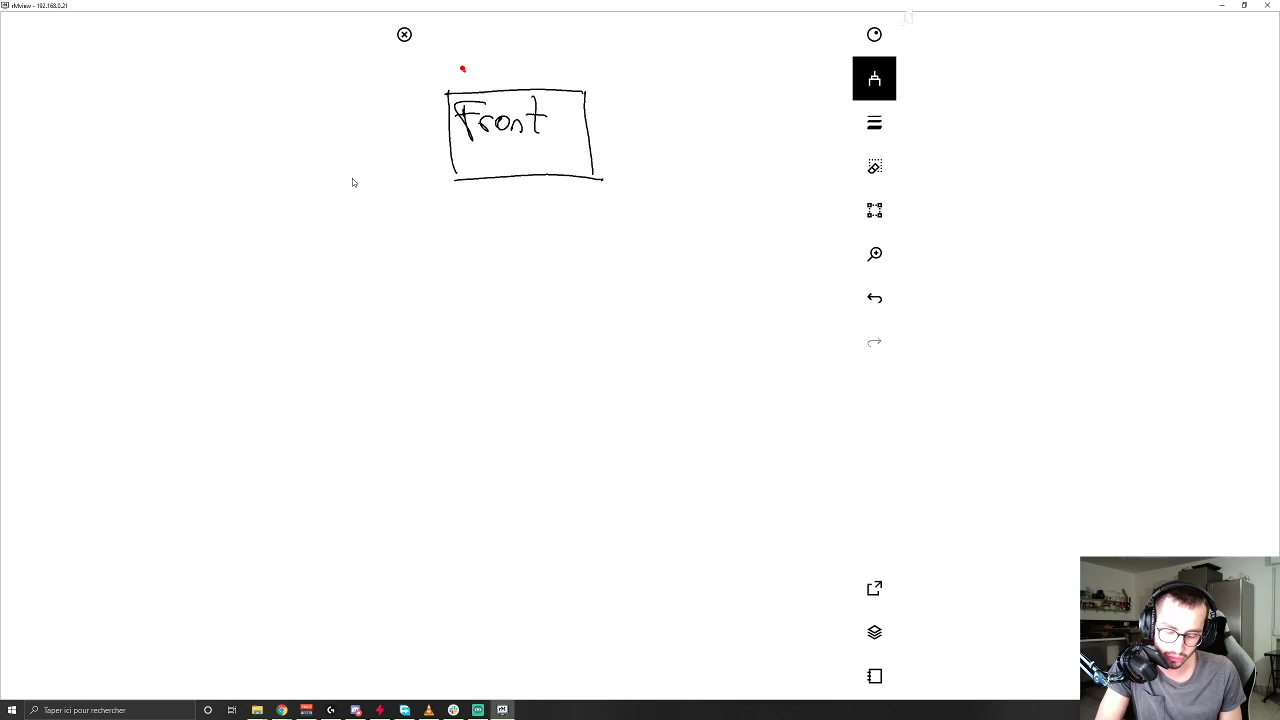 rMview - 192.168.0.21
Front
Taper ici pour rechercher